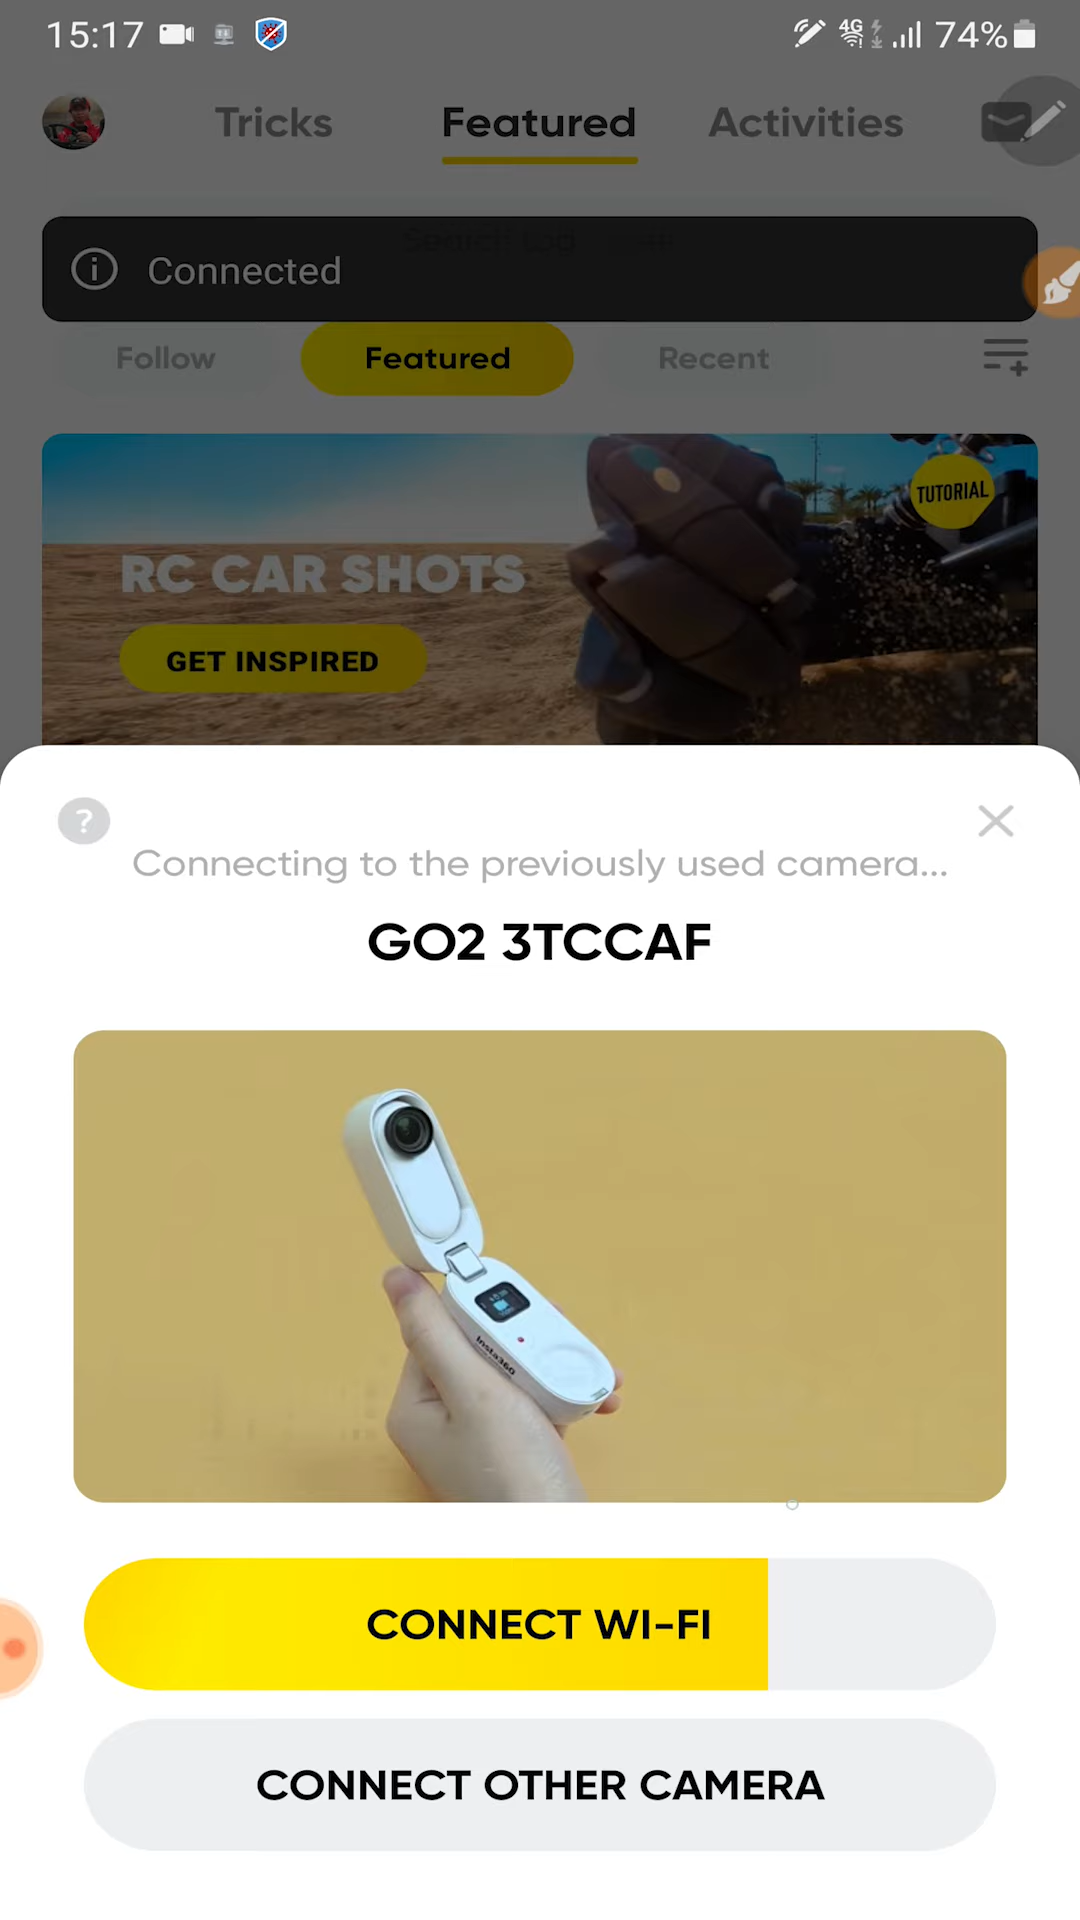 15:17 4G 74%
Tricks Featured Activities
Connected
Follow Featured Recent
TUTORIAL
RC CAR SHOTS
GET INSPIRED
?
Connecting to the previously used camera...
GO2 3TCCAF
Insta360
CONNECT WI-FI
CONNECT OTHER CAMERA